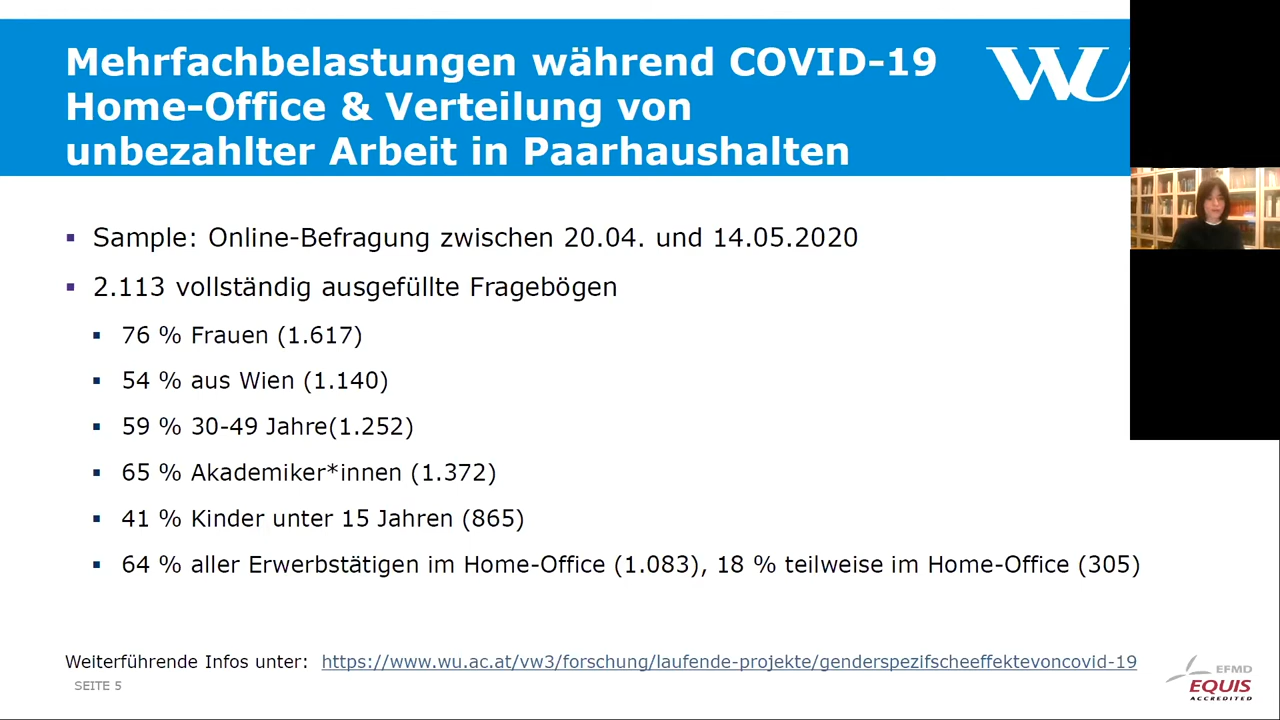 Mehrfachbelastungen während COVID-19
Home-Office & Verteilung von
unbezahlter Arbeit in Paarhaushalten
WU
▪ Sample: Online-Befragung zwischen 20.04. und 14.05.2020
▪ 2.113 vollständig ausgefüllte Fragebögen
▪ 76 % Frauen (1.617)
▪ 54 % aus Wien (1.140)
▪ 59 % 30-49 Jahre(1.252)
▪ 65 % Akademiker*innen (1.372)
▪ 41 % Kinder unter 15 Jahren (865)
▪ 64 % aller Erwerbstätigen im Home-Office (1.083), 18 % teilweise im Home-Office (305)
Weiterführende Infos unter: https://www.wu.ac.at/vw3/forschung/laufende-projekte/genderspezifscheeffektevoncovid-19
SEITE 5
EFMD
EQUIS
ACCREDITED